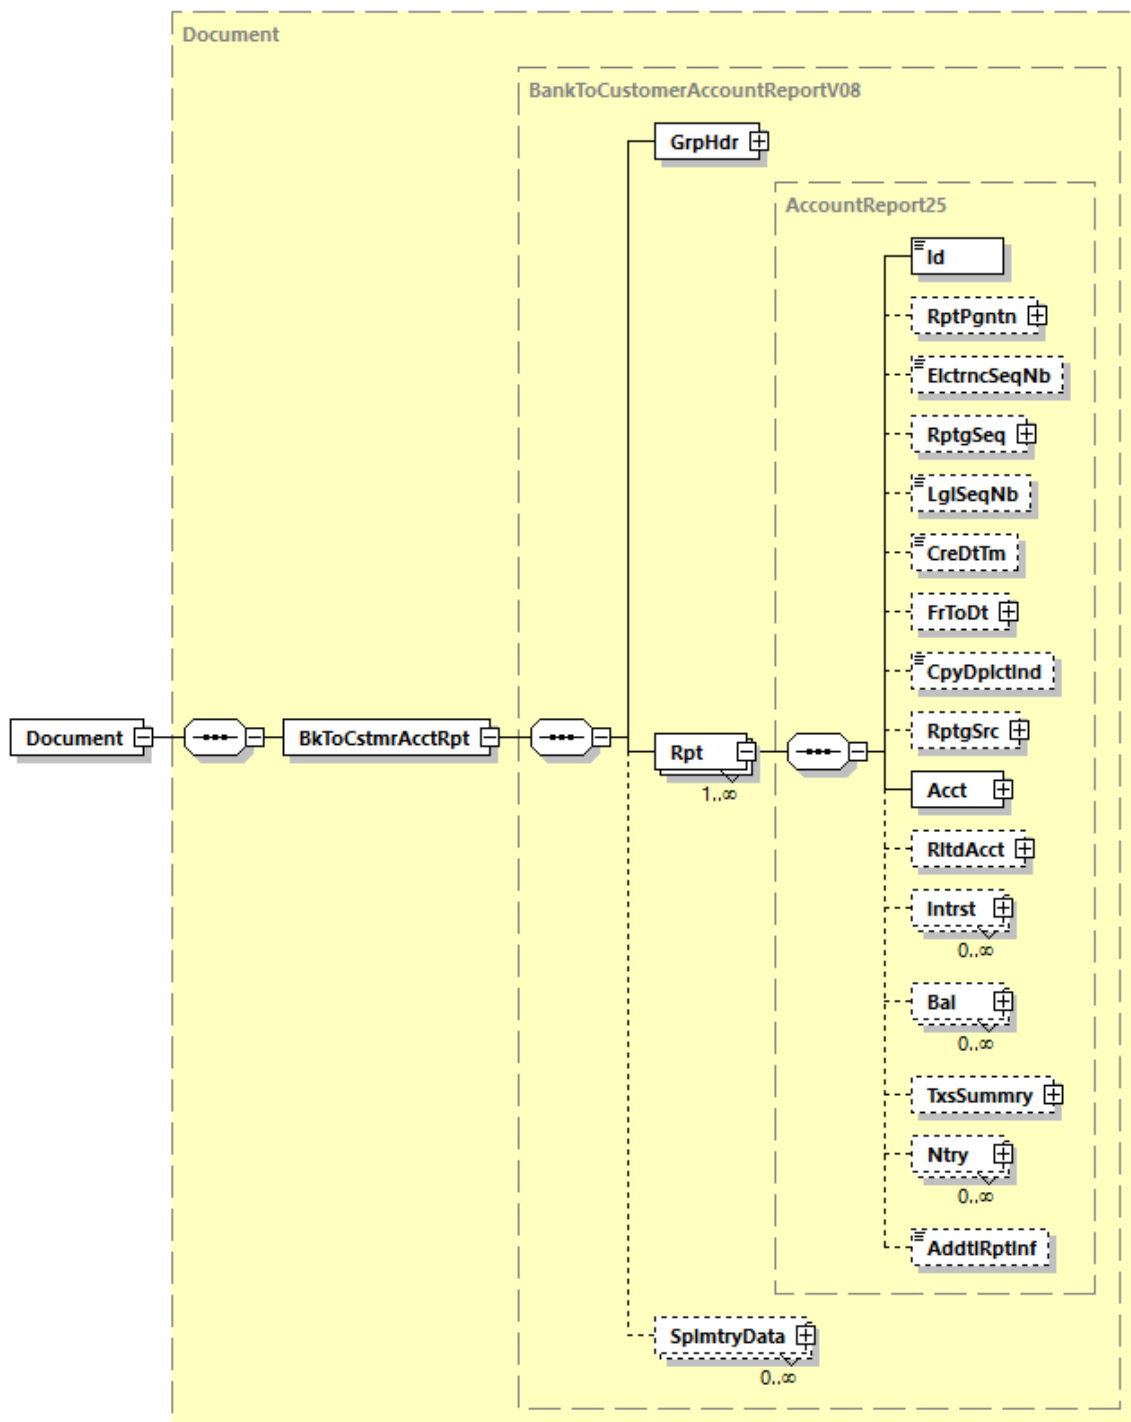 Document
BankToCustomerAccountReportV08
GrpHdr
AccountReport25
Id
RptPgntn
ElctrncSeqNb
RptgSeq
LglSeqNb
CreDtTm
FrToDt
CpyDplctInd
RptgSrc
Document
BkToCstmrAcctRpt
Rpt
1..∞
Acct
RltdAcct
Intrst
0..∞
Bal
0..∞
TxsSummry
Ntry
0..∞
AddtlRptInf
SplmtryData
0..∞